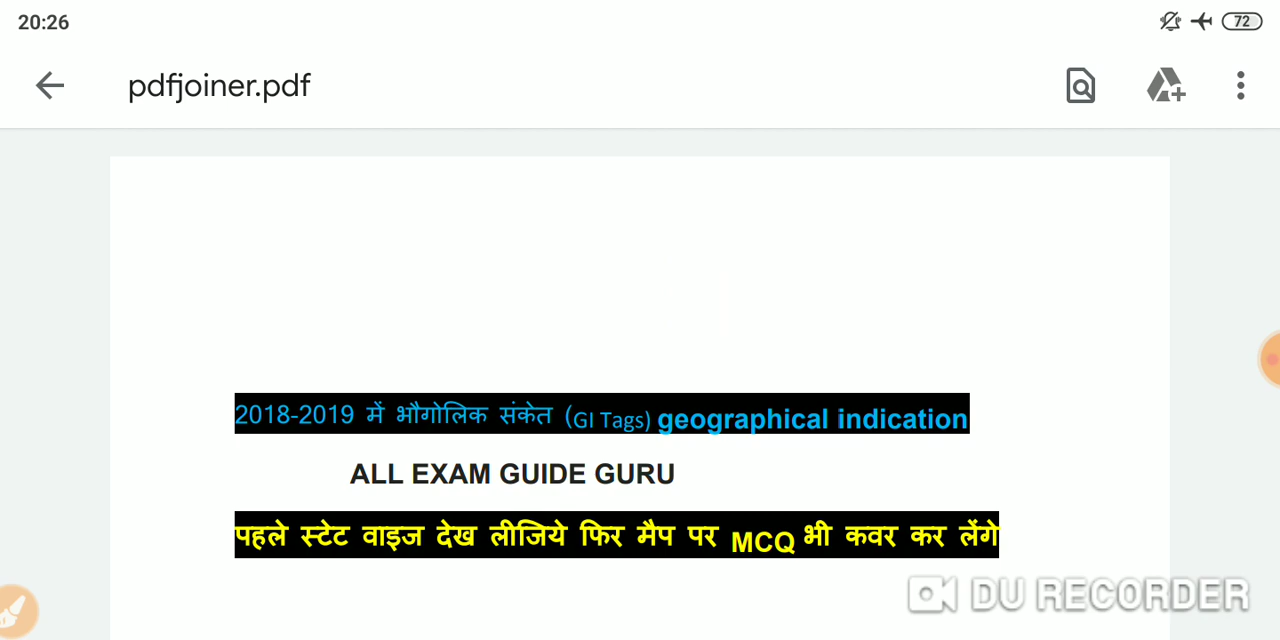 20:26
72
pdfjoiner.pdf
2018-2019 में भौगोलिक संकेत (GI Tags) geographical indication
ALL EXAM GUIDE GURU
पहले स्टेट वाइज देख लीजिये फिर मैप पर MCQ भी कवर कर लेंगे
DU RECORDER